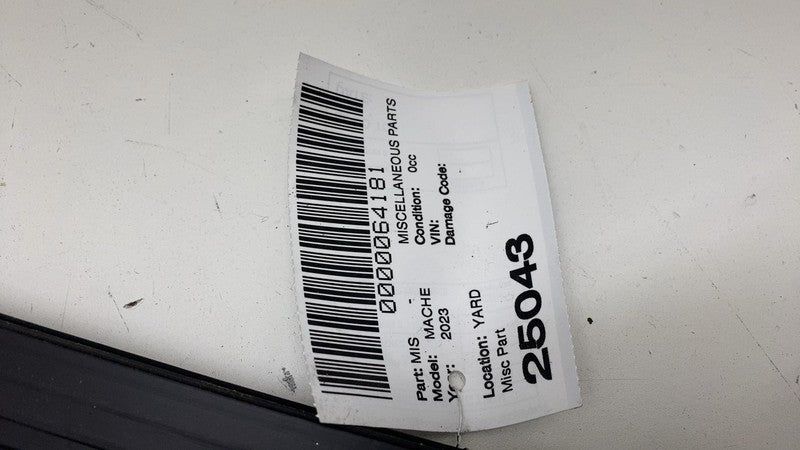 0000064181
MISCELLANEOUS PARTS
Part: MIS -
Condition: 0cc
Model: MACHE
VIN:
2023
Damage Code:
Location: YARD
Misc Part
25043